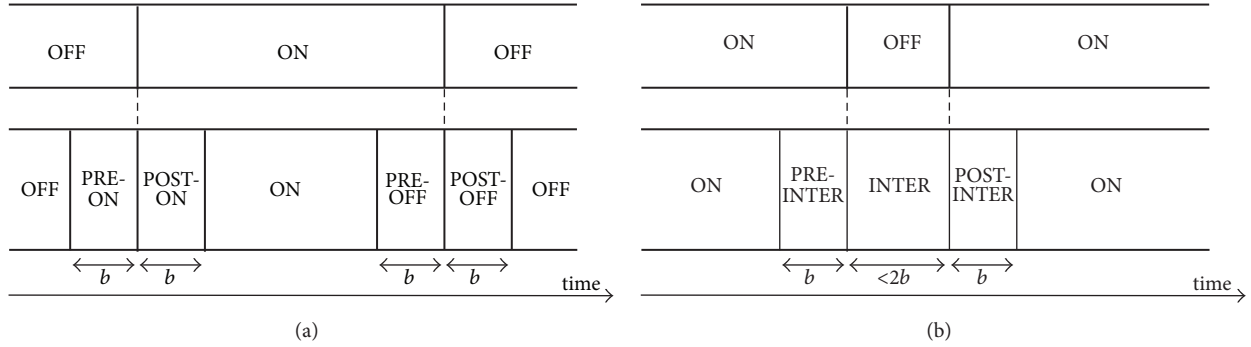 OFF
ON
OFF
OFF
PRE-
ON
POST-
ON
ON
PRE-
OFF
POST-
OFF
OFF
b
b
b
b
time
(a)
ON
OFF
ON
ON
PRE-
INTER
INTER
POST-
INTER
ON
b
<2b
b
time
(b)